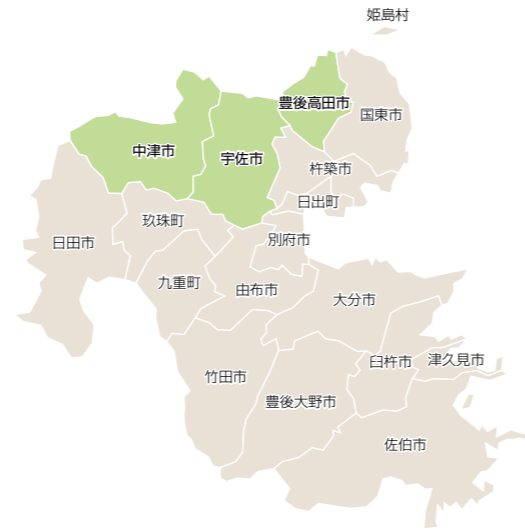 姫島村
豊後高田市
国東市
中津市
宇佐市
杵築市
日出町
玖珠町
日田市
別府市
九重町
由布市
大分市
臼杵市
津久見市
竹田市
豊後大野市
佐伯市